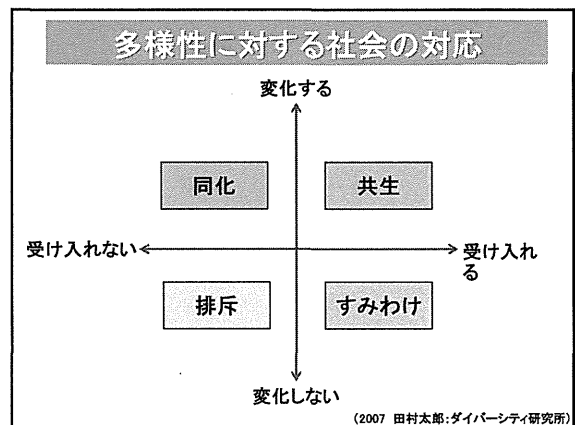 多様性に対する社会の対応
変化する
同化
共生
受け入れない
受け入れ
る
排斥
すみわけ
変化しない
(2007 田村太郎:ダイバーシティ研究所)